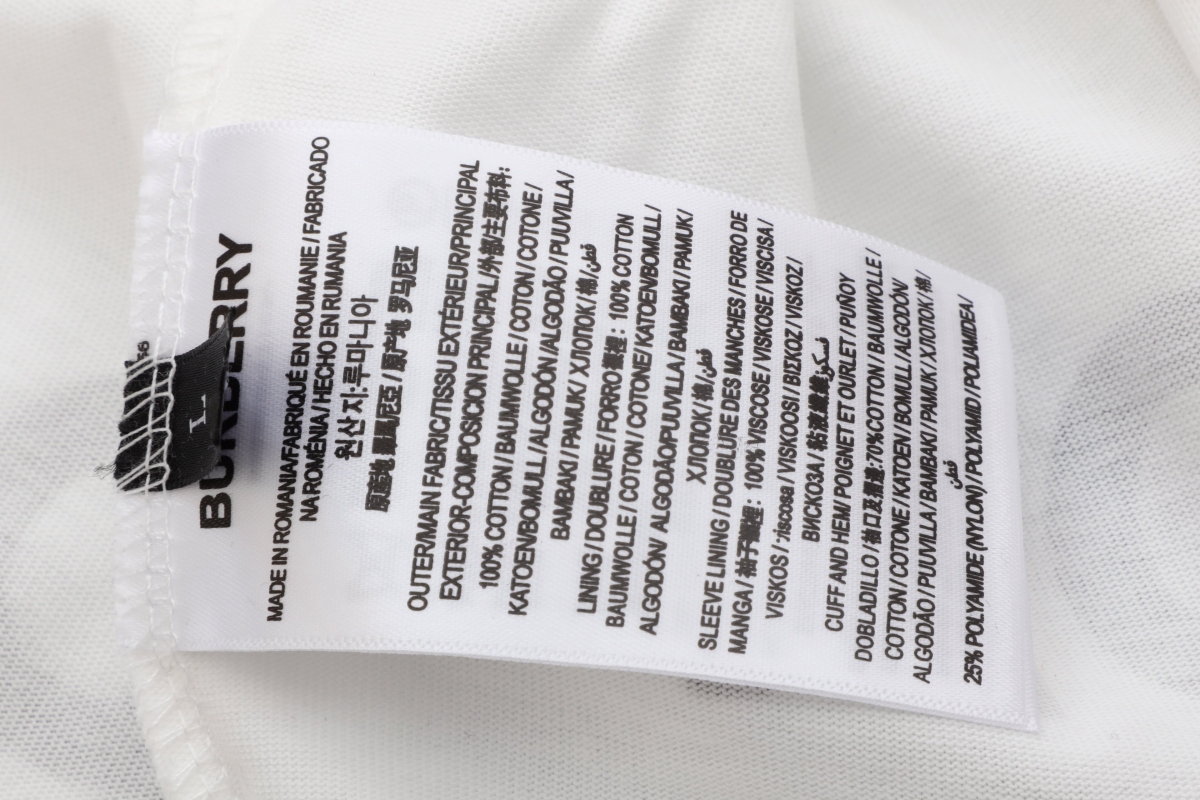 BURBERRY
L
MADE IN ROMANIA/FABRIQUÉ EN ROUMANIE / FABRICADO
NA ROMÉNIA / HECHO EN RUMANIA
원산지:루마니아
原產地 羅馬尼亞 / 原产地 罗马尼亚
OUTER/MAIN FABRIC/TISSU EXTÉRIEUR/PRINCIPAL
EXTERIOR-COMPOSICION PRINCIPAL/外部/主要布料:
100% COTTON / BAUMWOLLE / COTON / COTONE /
KATOEN/BOMULL / ALGODÓN /ALGODÃO / PUUVILLA /
BAMBAKI / PAMUK / ХЛОПОК / 棉 / قطن
LINING / DOUBLURE / FORRO 襯裡: 100% COTTON
BAUMWOLLE / COTON / COTONE/ KATOEN/BOMULL /
ALGODÓN/ ALGODÃO/PUUVILLA / BAMBAKI / PAMUK /
ХЛОПОК / 棉 / قطن
SLEEVE LINING / DOUBLURE DES MANCHES / FORRO DE
MANGA / 袖子襯裡: 100% VISCOSE / VISKOSE / VISCISA /
VISKOS / viscosa / VISKOOSI / ΒΙΣΚΟΖ / VISKOZ /
ВИСКОЗА / 粘液纖維
CUFF AND HEM / POIGNET ET OURLET / PUÑOY
DOBLADILLO / 袖口及摺邊:70%COTTON / BAUMWOLLE /
COTTON / COTONE / KATOEN / BOMULL / ALGODÓN/
ALGODÃO / PUUVILLA / BAMBAKI / PAMUK / ХЛОПОК / 棉 /
قطن
25% POLYAMIDE (NYLON) / POLYAMID / POLIAMIDEA /